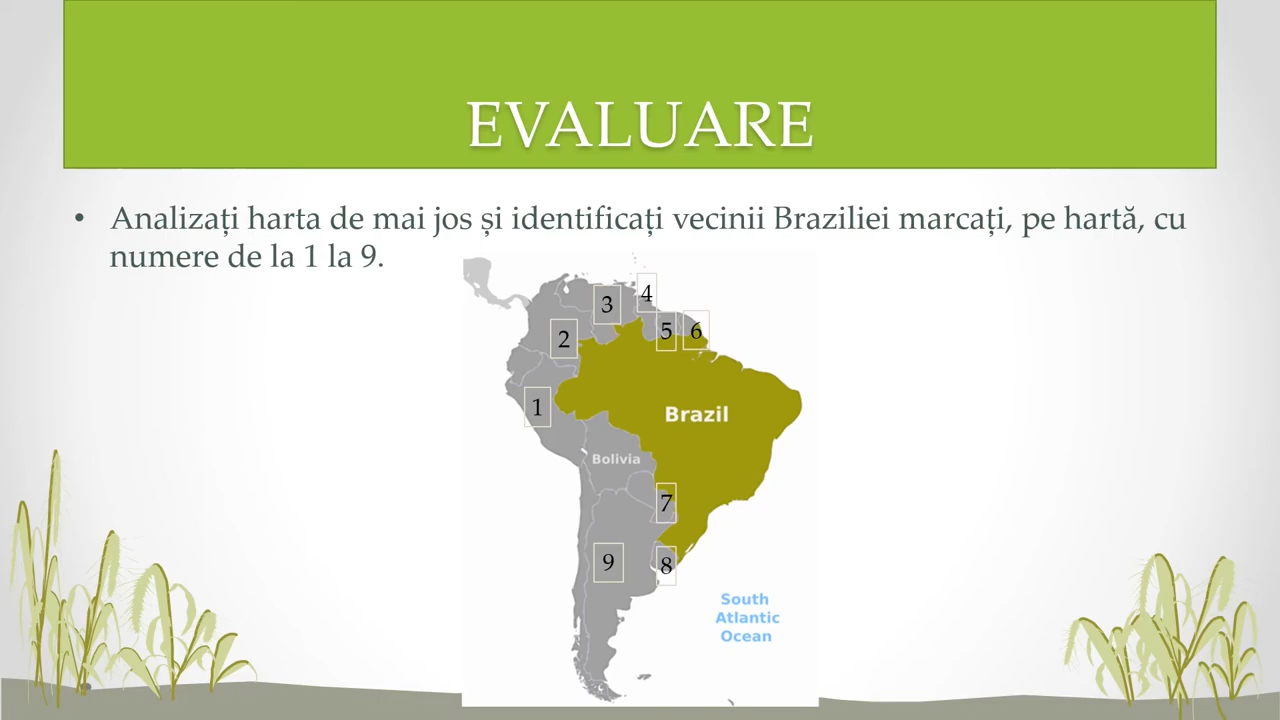 EVALUARE
• Analizați harta de mai jos și identificați vecinii Braziliei marcați, pe hartă, cu
numere de la 1 la 9.
4
3
5 6
2
1
Brazil
Bolivia
7
9
8
South
Atlantic
Ocean